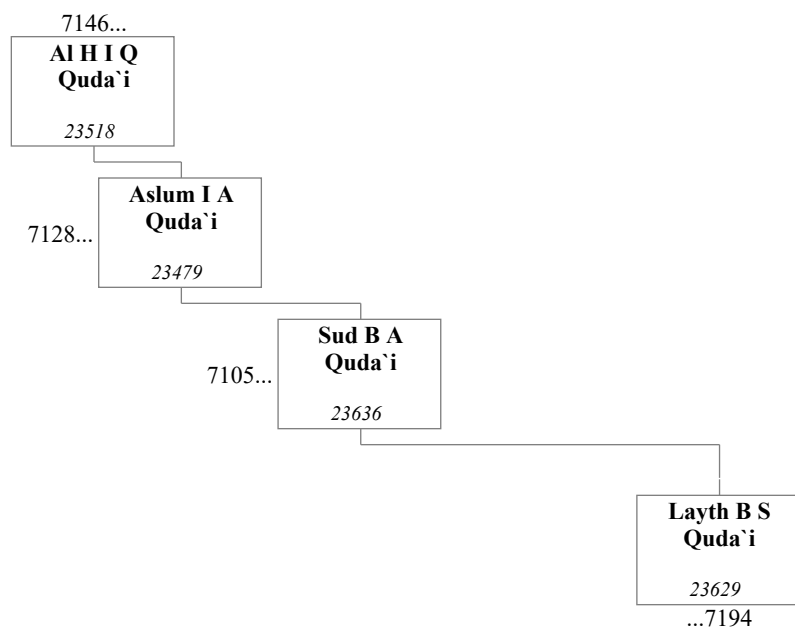 7146...
Al H I Q
Quda`i
23518
Aslum I A
Quda`i
7128...
23479
Sud B A
Quda`i
7105...
23636
Layth B S
Quda`i
23629
...7194